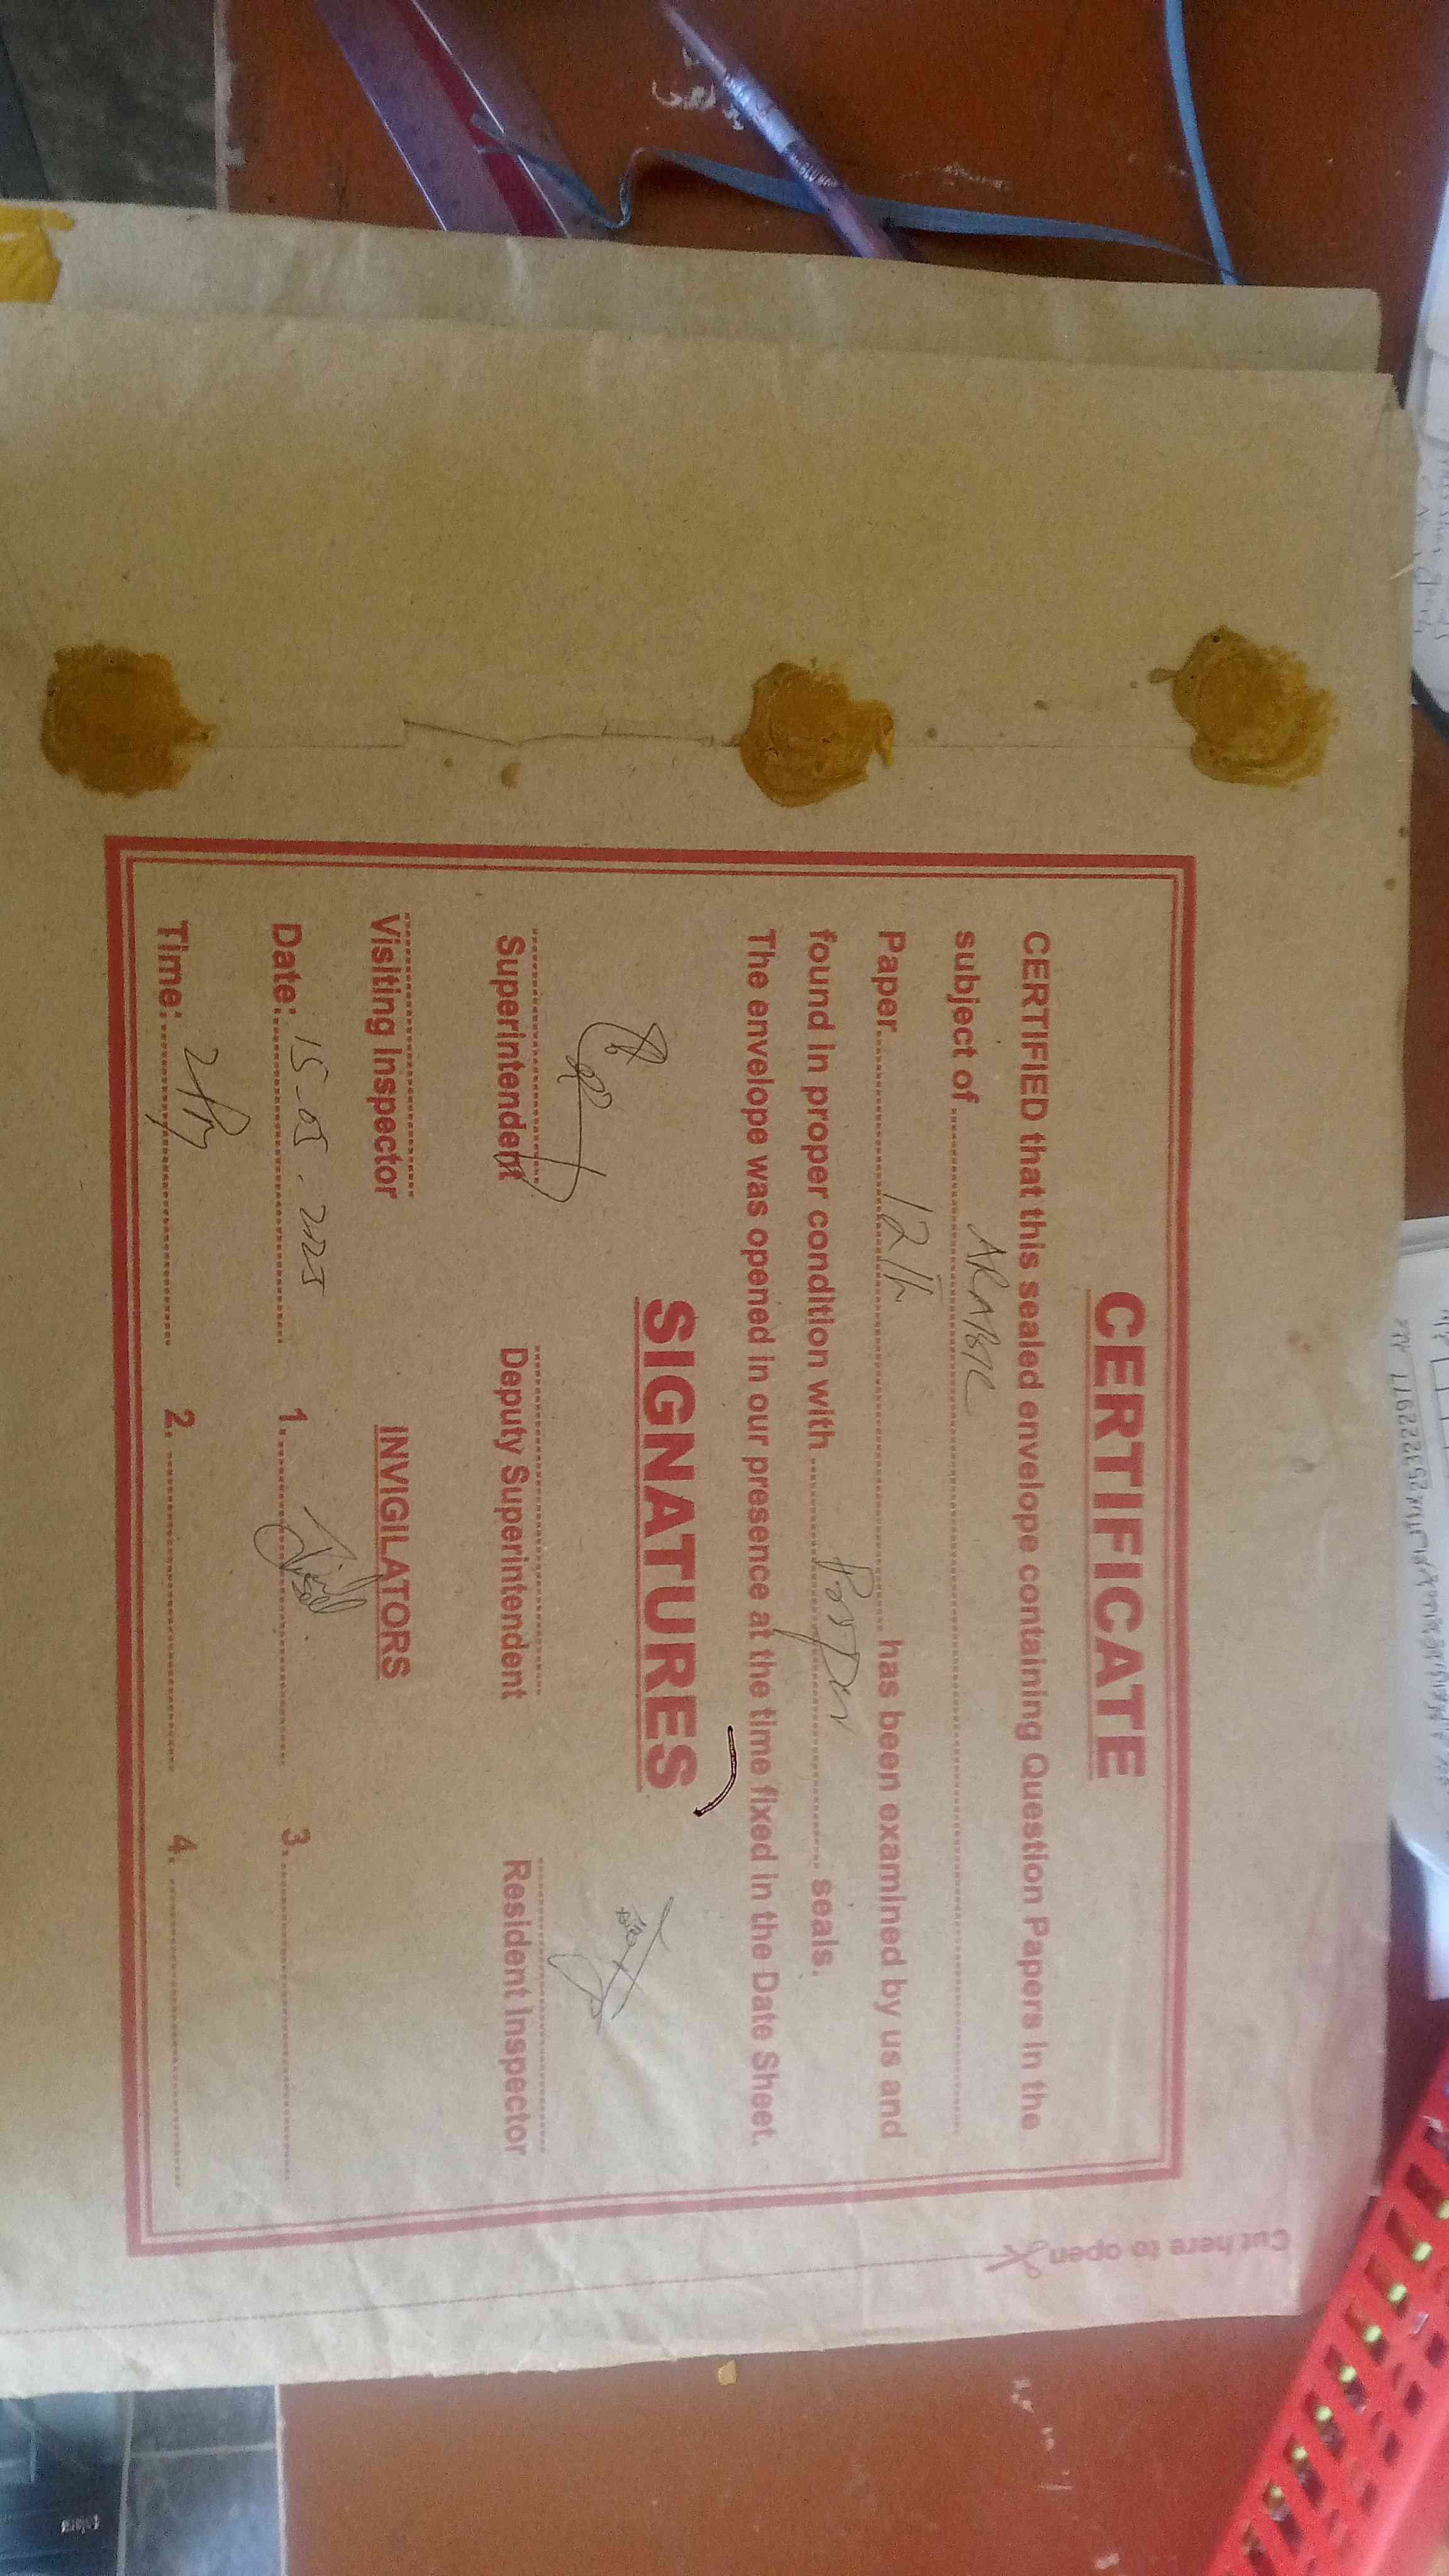 CERTIFICATE
CERTIFIED that this sealed envelope containing Question Papers in the
subject of ARABIC
Paper 12th has been examined by us and
found in proper condition with seals.
The envelope was opened in our presence at the time fixed in the Date Sheet.
SIGNATURES
Superintendent Deputy Superintendent Resident Inspector
Visiting Inspector INVIGILATORS
Date: 15-05-2025 1. 3.
Time: 2 PM 2. 4.
Cut here to open